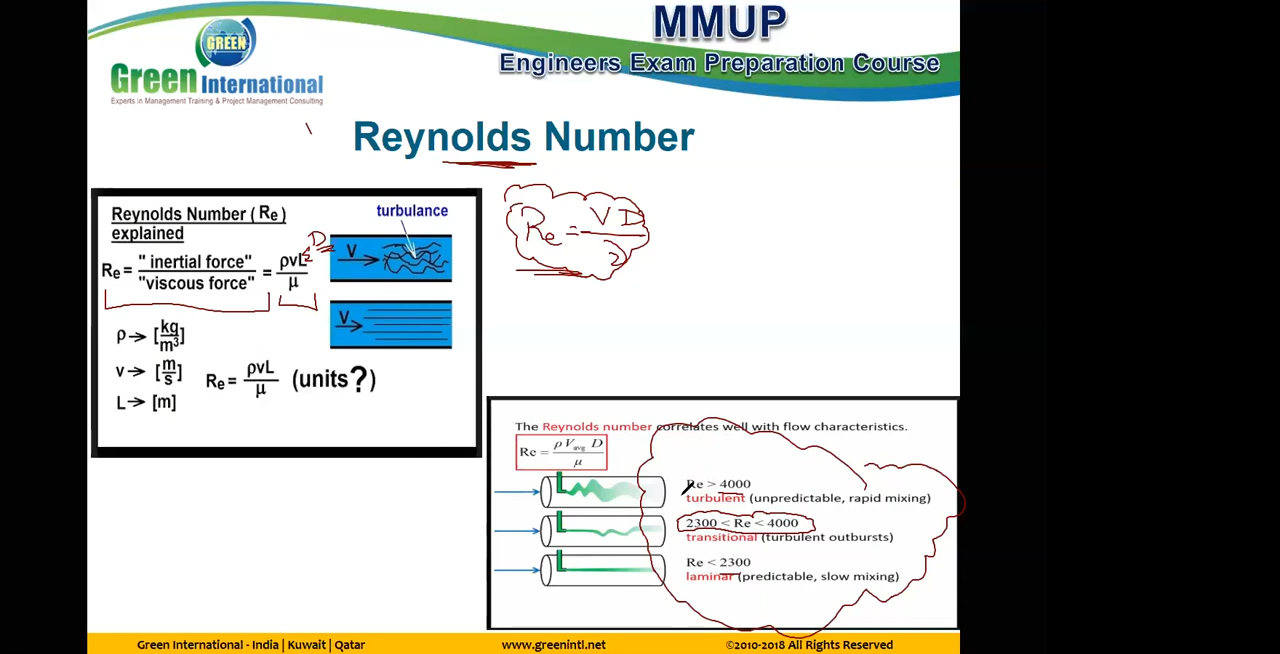 MMUP
Engineers Exam Preparation Course
GREEN
Green International
Experts in Management Training & Project Management Consulting
Reynolds Number
Reynolds Number ( Re )
explained
turbulance
Re = " inertial force" / "viscous force" = ρvL / μ
D
V
V
ρ → [kg/m³]
v → [m/s]
L → [m]
Re = ρvL / μ (units?)
Re = VD / ν
The Reynolds number correlates well with flow characteristics.
Re = ρ Vavg D / μ
Re > 4000
turbulent (unpredictable, rapid mixing)
2300 < Re < 4000
transitional (turbulent outbursts)
Re < 2300
laminar (predictable, slow mixing)
Green International - India | Kuwait | Qatar
www.greenintl.net
©2010-2018 All Rights Reserved